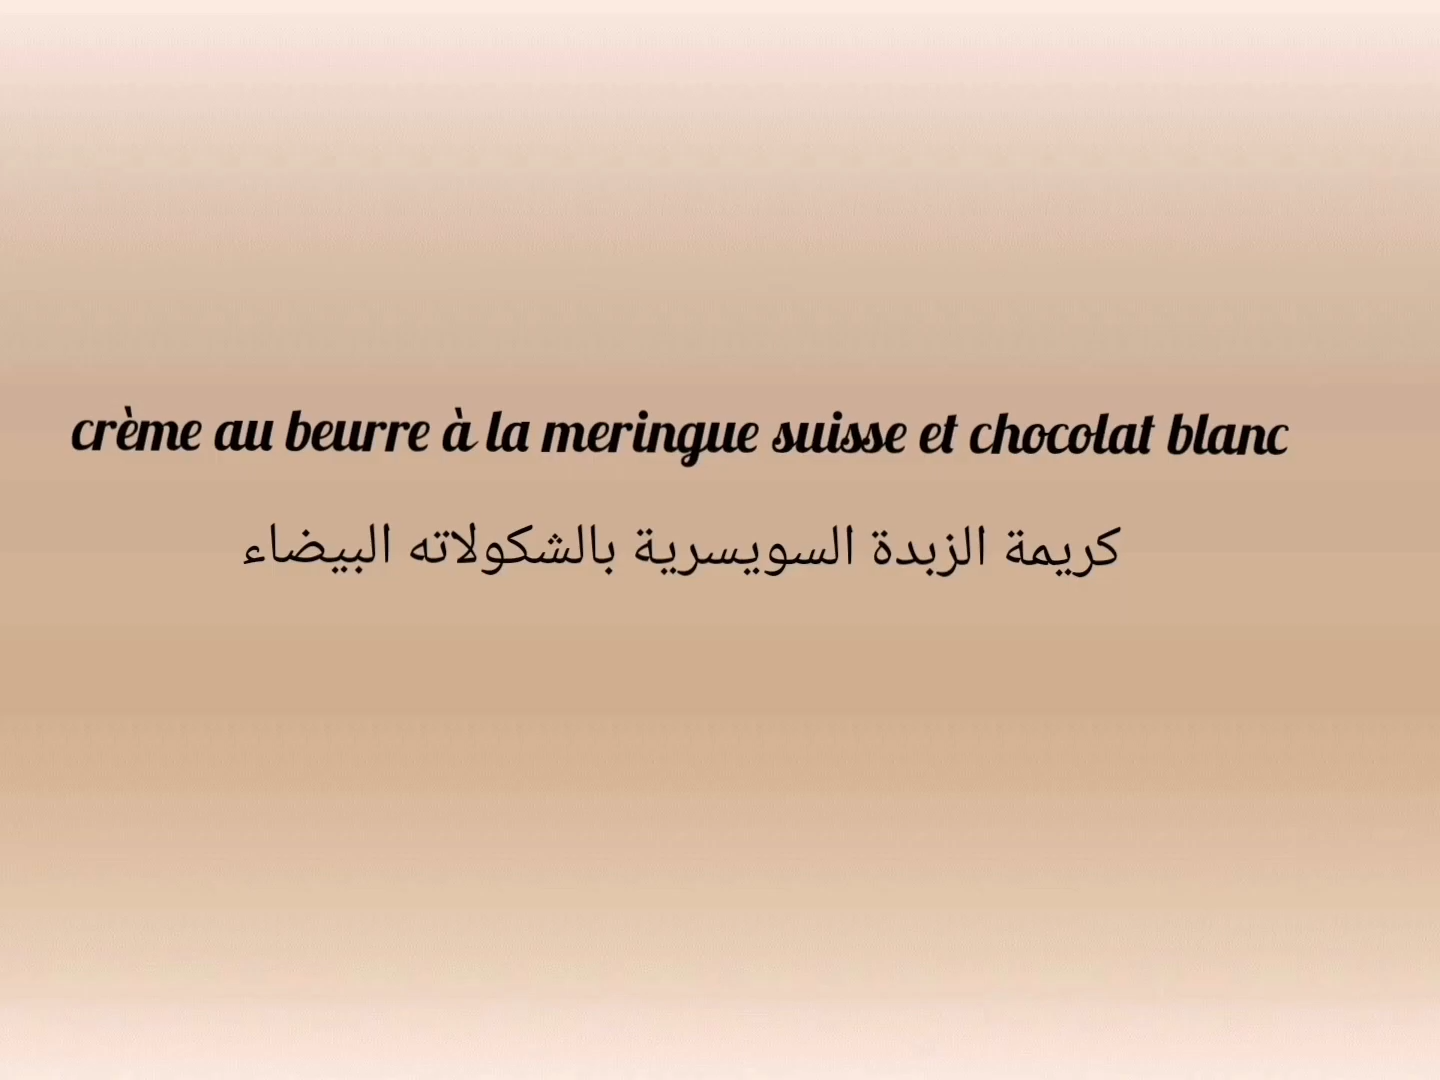 crème au beurre à la meringue suisse et chocolat blanc
كريمة الزبدة السويسرية بالشكولاته البيضاء